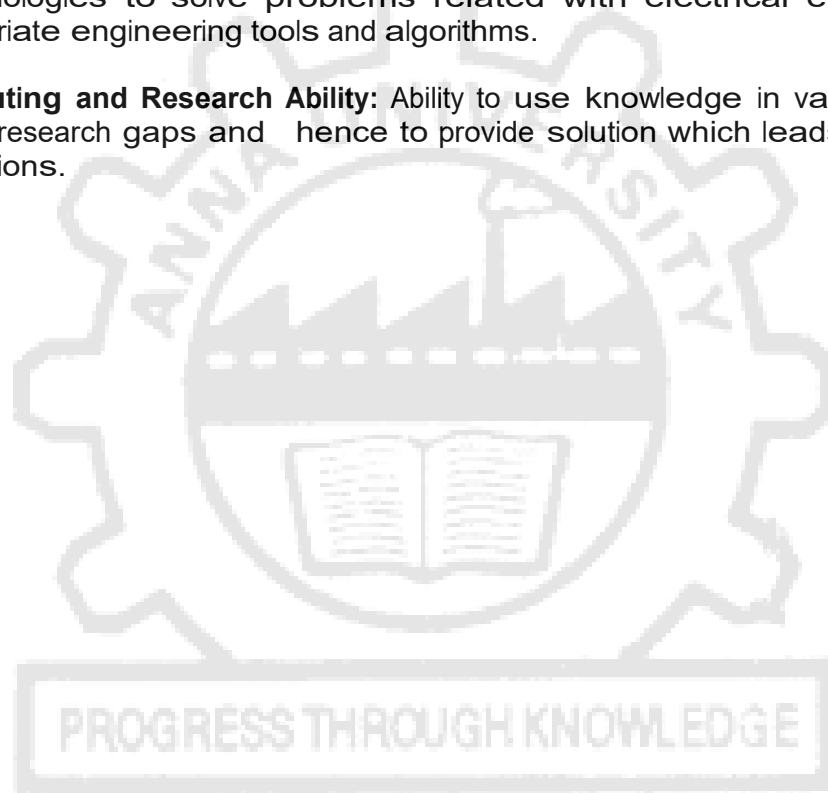 nologies to solve problems related with electrical e
riate engineering tools and algorithms.
uting and Research Ability: Ability to use knowledge in va
research gaps and hence to provide solution which leads
ions.
ANNA UNIVERSITY
PROGRESS THROUGH KNOWLEDGE